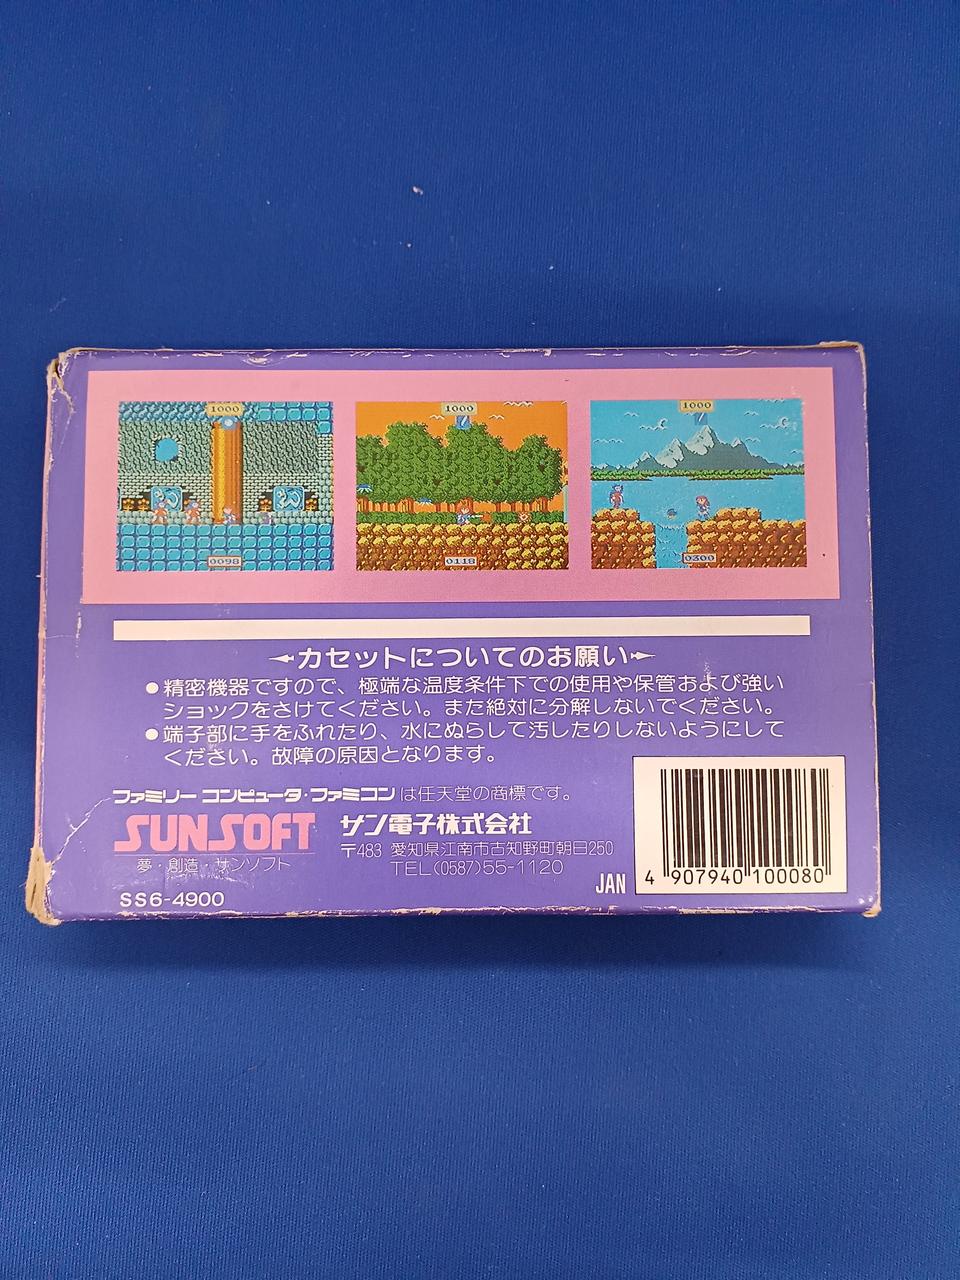 1000
1000
1000
0098
0118
0300
カセットについてのお願い
●精密機器ですので、極端な温度条件下での使用や保管および強い
ショックをさけてください。また絶対に分解しないでください。
●端子部に手をふれたり、水にぬらして汚したりしないようにして
ください。故障の原因となります。
ファミリーコンピュータ・ファミコンは任天堂の商標です。
SUNSOFT サン電子株式会社
夢・創造・サンソフト
〒483 愛知県江南市古知野町朝日250
TEL(0587)55-1120
SS6-4900
JAN
4 907940 100080